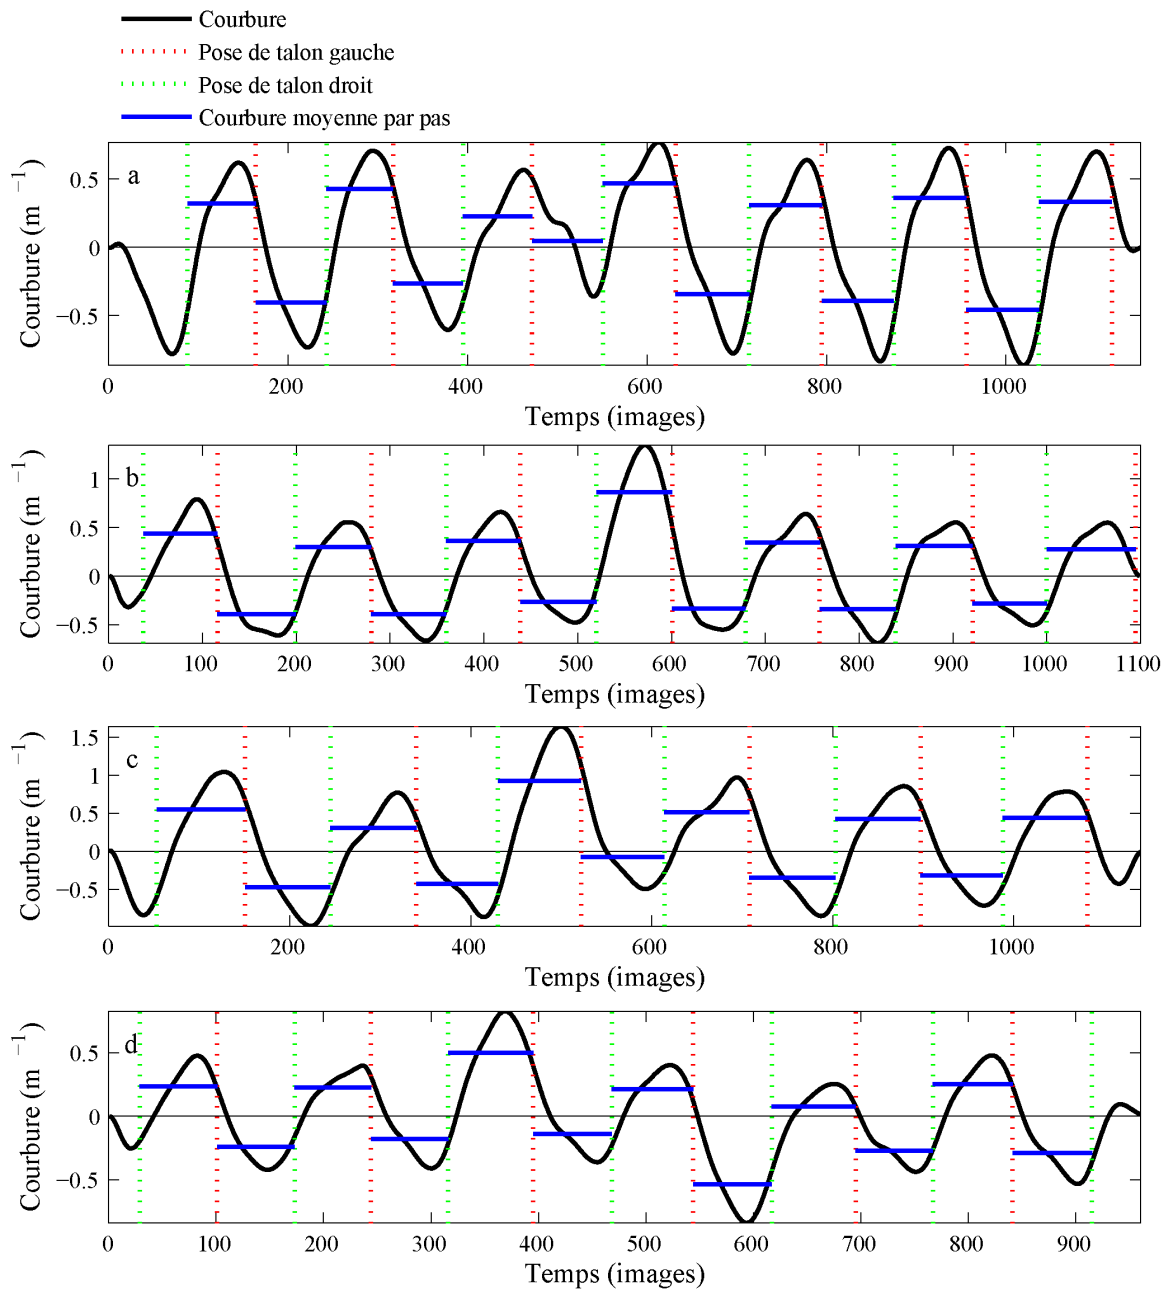 Courbure
Pose de talon gauche
Pose de talon droit
Courbure moyenne par pas
a
Courbure (m⁻¹)
0.5
0
−0.5
0 200 400 600 800 1000
Temps (images)
b
Courbure (m⁻¹)
1
0.5
0
−0.5
0 100 200 300 400 500 600 700 800 900 1000 1100
Temps (images)
c
Courbure (m⁻¹)
1.5
1
0.5
0
−0.5
0 200 400 600 800 1000
Temps (images)
d
Courbure (m⁻¹)
0.5
0
−0.5
0 100 200 300 400 500 600 700 800 900
Temps (images)